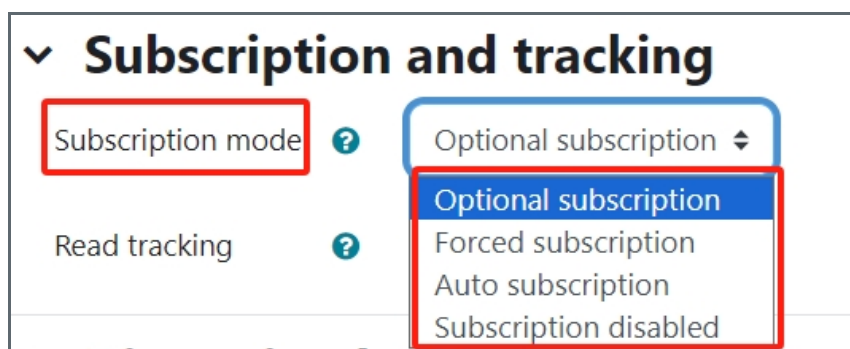 Subscription and tracking
Subscription mode
Optional subscription
Optional subscription
Read tracking
Forced subscription
Auto subscription
Subscription disabled